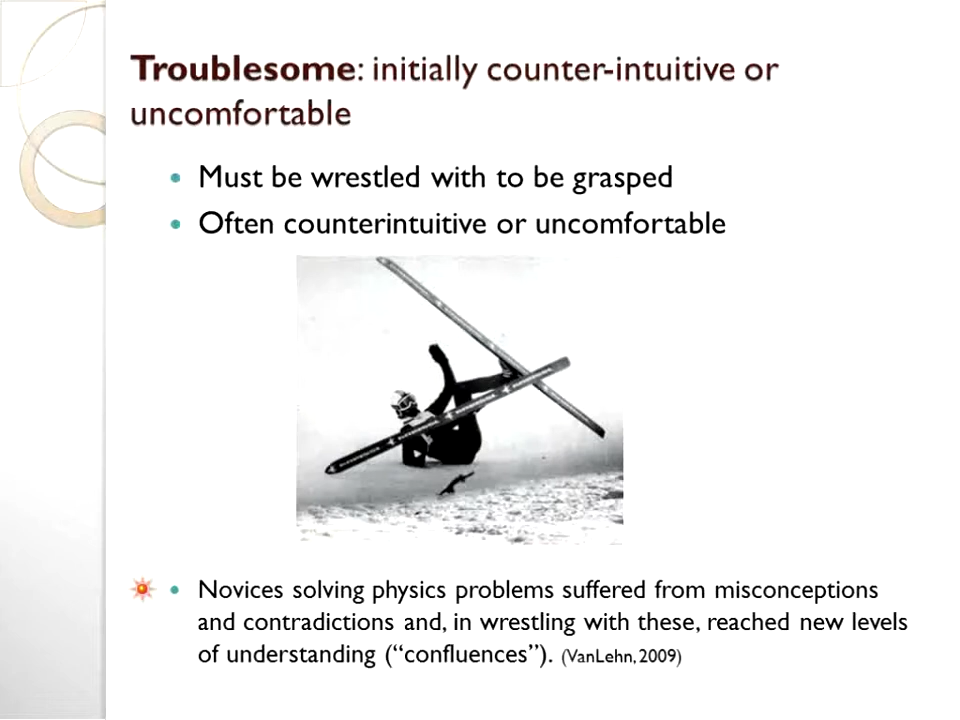 Troublesome: initially counter-intuitive or
uncomfortable
• Must be wrestled with to be grasped
• Often counterintuitive or uncomfortable
• Novices solving physics problems suffered from misconceptions
and contradictions and, in wrestling with these, reached new levels
of understanding (“confluences”). (VanLehn, 2009)